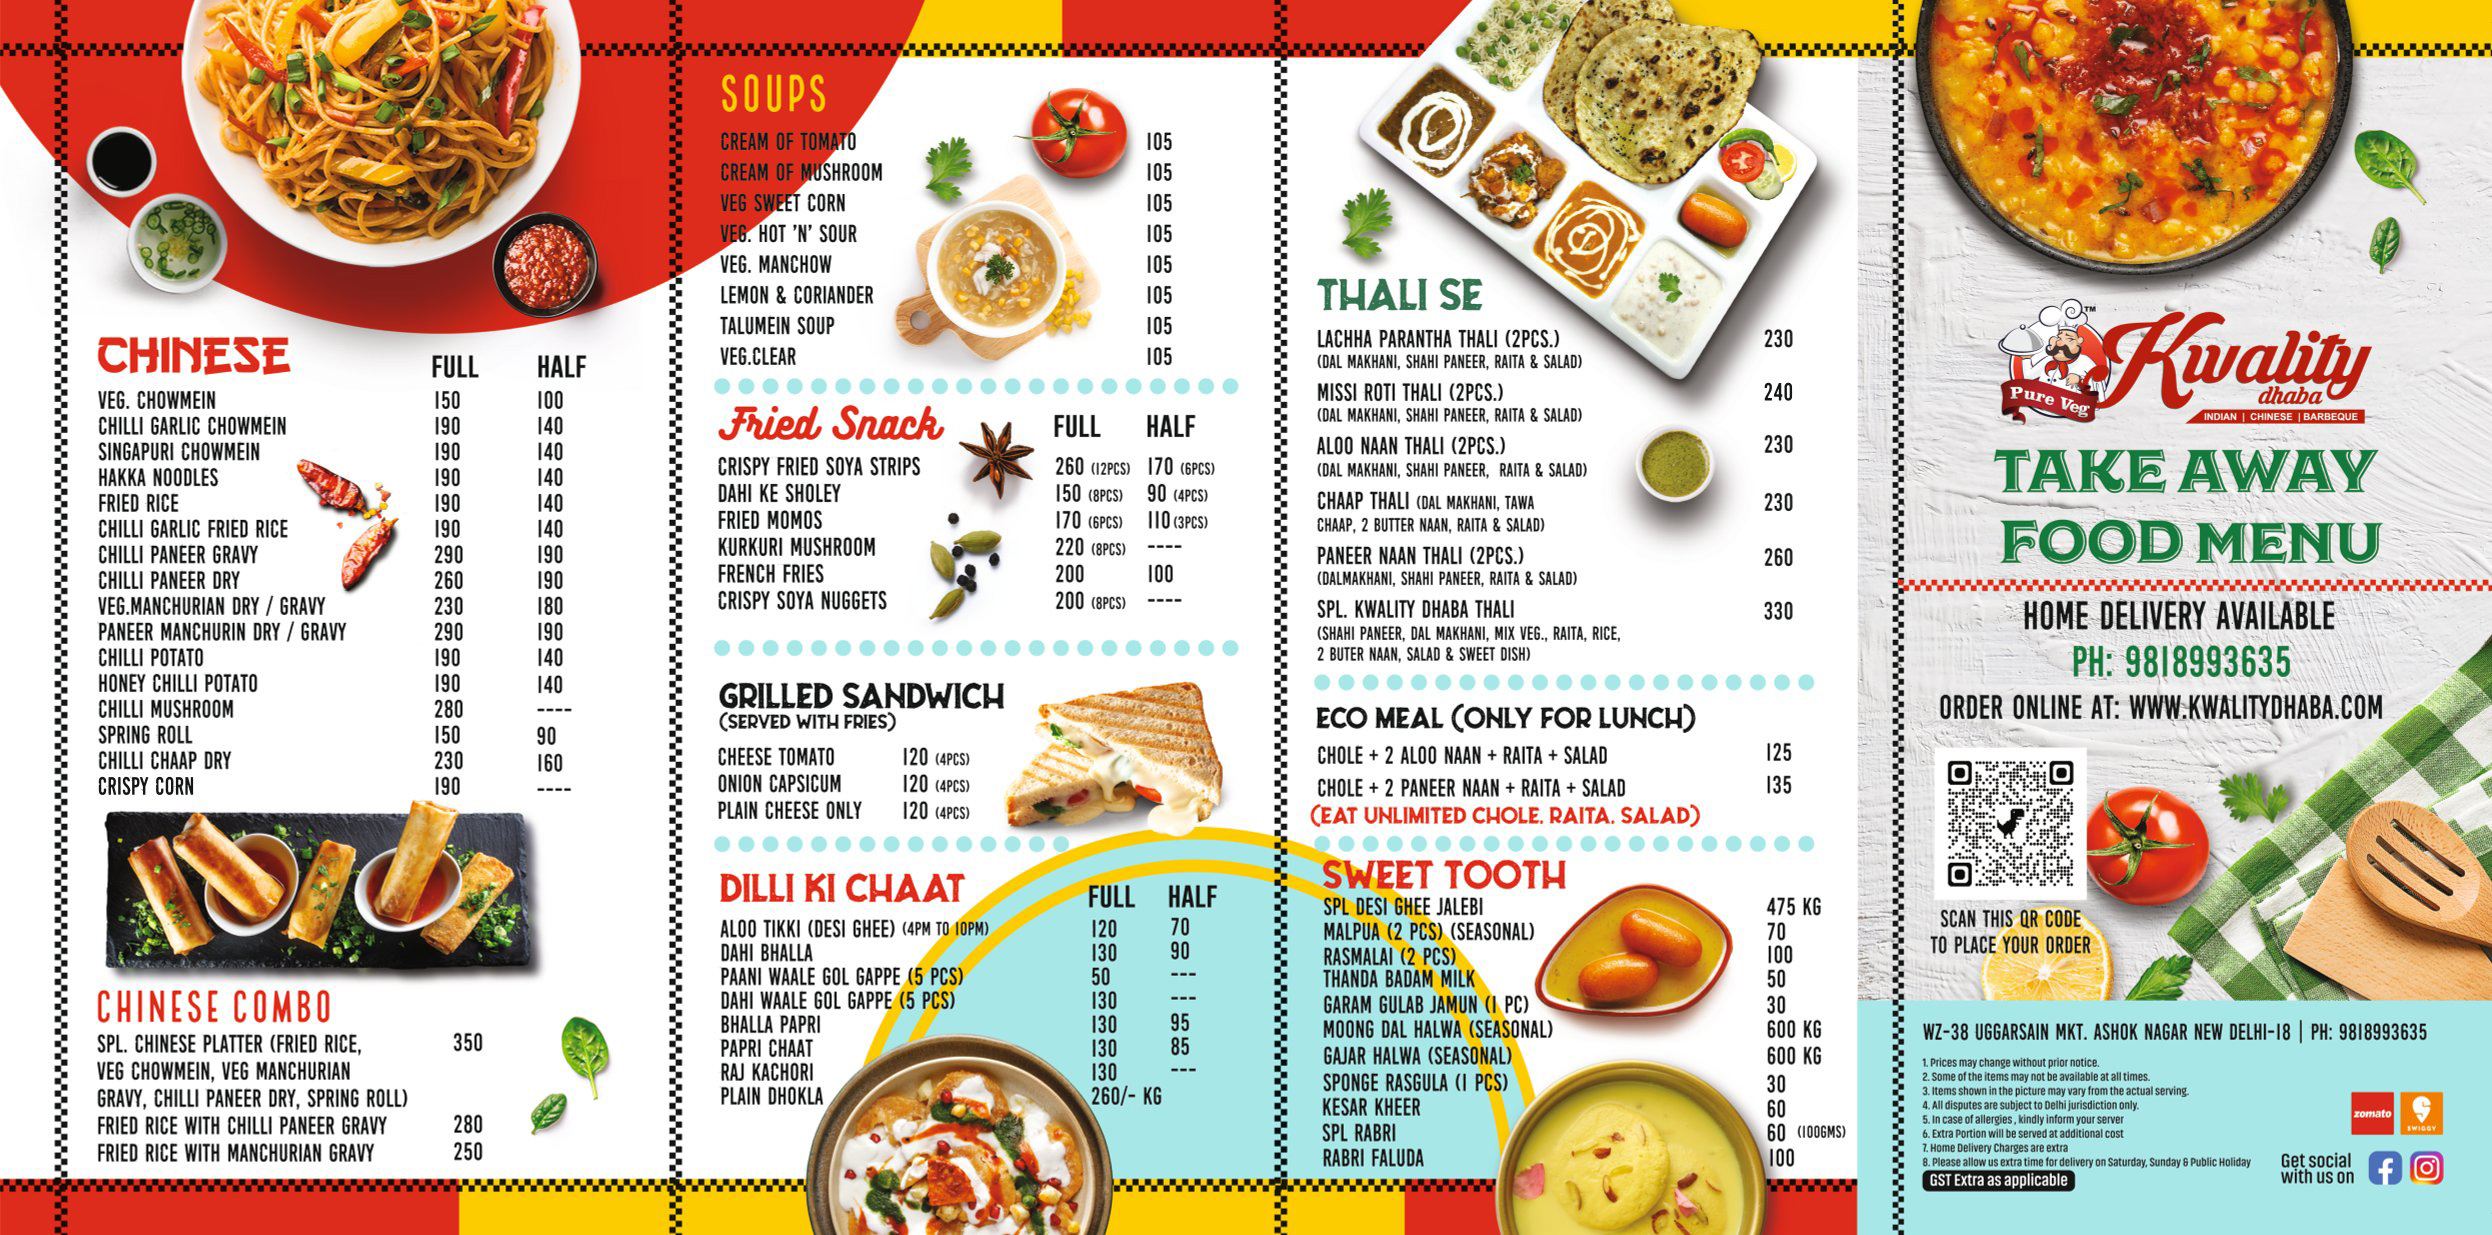 CHINESE FULL HALF
VEG. CHOWMEIN 150 100
CHILLI GARLIC CHOWMEIN 190 140
SINGAPURI CHOWMEIN 190 140
HAKKA NOODLES 190 140
FRIED RICE 190 140
CHILLI GARLIC FRIED RICE 190 140
CHILLI PANEER GRAVY 290 190
CHILLI PANEER DRY 260 190
VEG.MANCHURIAN DRY / GRAVY 230 180
PANEER MANCHURIN DRY / GRAVY 290 190
CHILLI POTATO 190 140
HONEY CHILLI POTATO 190 140
CHILLI MUSHROOM 280 ----
SPRING ROLL 150 90
CHILLI CHAAP DRY 230 160
CRISPY CORN 190 ----
CHINESE COMBO
SPL. CHINESE PLATTER (FRIED RICE, 350
VEG CHOWMEIN, VEG MANCHURIAN
GRAVY, CHILLI PANEER DRY, SPRING ROLL)
FRIED RICE WITH CHILLI PANEER GRAVY 280
FRIED RICE WITH MANCHURIAN GRAVY 250
SOUPS
CREAM OF TOMATO 105
CREAM OF MUSHROOM 105
VEG SWEET CORN 105
VEG. HOT 'N' SOUR 105
VEG. MANCHOW 105
LEMON & CORIANDER 105
TALUMEIN SOUP 105
VEG.CLEAR 105
Fried Snack FULL HALF
CRISPY FRIED SOYA STRIPS 260 (12PCS) 170 (6PCS)
DAHI KE SHOLEY 150 (8PCS) 90 (4PCS)
FRIED MOMOS 170 (6PCS) 110 (3PCS)
KURKURI MUSHROOM 220 (8PCS) ----
FRENCH FRIES 200 100
CRISPY SOYA NUGGETS 200 (8PCS) ----
GRILLED SANDWICH
(SERVED WITH FRIES)
CHEESE TOMATO 120 (4PCS)
ONION CAPSICUM 120 (4PCS)
PLAIN CHEESE ONLY 120 (4PCS)
DILLI KI CHAAT FULL HALF
ALOO TIKKI (DESI GHEE) (4PM TO 10PM) 120 70
DAHI BHALLA 130 90
PAANI WAALE GOL GAPPE (5 PCS) 50 ---
DAHI WAALE GOL GAPPE (5 PCS) 130 ---
BHALLA PAPRI 130 95
PAPRI CHAAT 130 85
RAJ KACHORI 130 ---
PLAIN DHOKLA 260/- KG
THALI SE
LACHHA PARANTHA THALI (2PCS.) 230
(DAL MAKHANI, SHAHI PANEER, RAITA & SALAD)
MISSI ROTI THALI (2PCS.) 240
(DAL MAKHANI, SHAHI PANEER, RAITA & SALAD)
ALOO NAAN THALI (2PCS.) 230
(DAL MAKHANI, SHAHI PANEER, RAITA & SALAD)
CHAAP THALI (DAL MAKHANI, TAWA 230
CHAAP, 2 BUTTER NAAN, RAITA & SALAD)
PANEER NAAN THALI (2PCS.) 260
(DALMAKHANI, SHAHI PANEER, RAITA & SALAD)
SPL. KWALITY DHABA THALI 330
(SHAHI PANEER, DAL MAKHANI, MIX VEG., RAITA, RICE,
2 BUTER NAAN, SALAD & SWEET DISH)
ECO MEAL (ONLY FOR LUNCH)
CHOLE + 2 ALOO NAAN + RAITA + SALAD 125
CHOLE + 2 PANEER NAAN + RAITA + SALAD 135
(EAT UNLIMITED CHOLE. RAITA. SALAD)
SWEET TOOTH
SPL DESI GHEE JALEBI 475 KG
MALPUA (2 PCS) (SEASONAL) 70
RASMALAI (2 PCS) 100
THANDA BADAM MILK 50
GARAM GULAB JAMUN (1 PC) 30
MOONG DAL HALWA (SEASONAL) 600 KG
GAJAR HALWA (SEASONAL) 600 KG
SPONGE RASGULA (1 PCS) 30
KESAR KHEER 60
SPL RABRI 60 (100GMS)
RABRI FALUDA 100
TM
Pure Veg
Kwality
dhaba
INDIAN | CHINESE | BARBEQUE
TAKE AWAY
FOOD MENU
HOME DELIVERY AVAILABLE
PH: 9818993635
ORDER ONLINE AT: WWW.KWALITYDHABA.COM
SCAN THIS QR CODE
TO PLACE YOUR ORDER
WZ-38 UGGARSAIN MKT. ASHOK NAGAR NEW DELHI-18 | PH: 9818993635
1. Prices may change without prior notice.
2. Some of the items may not be available at all times.
3. Items shown in the picture may vary from the actual serving.
4. All disputes are subject to Delhi jurisdiction only.
5. In case of allergies , kindly inform your server
6. Extra Portion will be served at additional cost
7. Home Delivery Charges are extra
8. Please allow us extra time for delivery on Saturday, Sunday & Public Holiday
GST Extra as applicable
zomato
SWIGGY
Get social
with us on